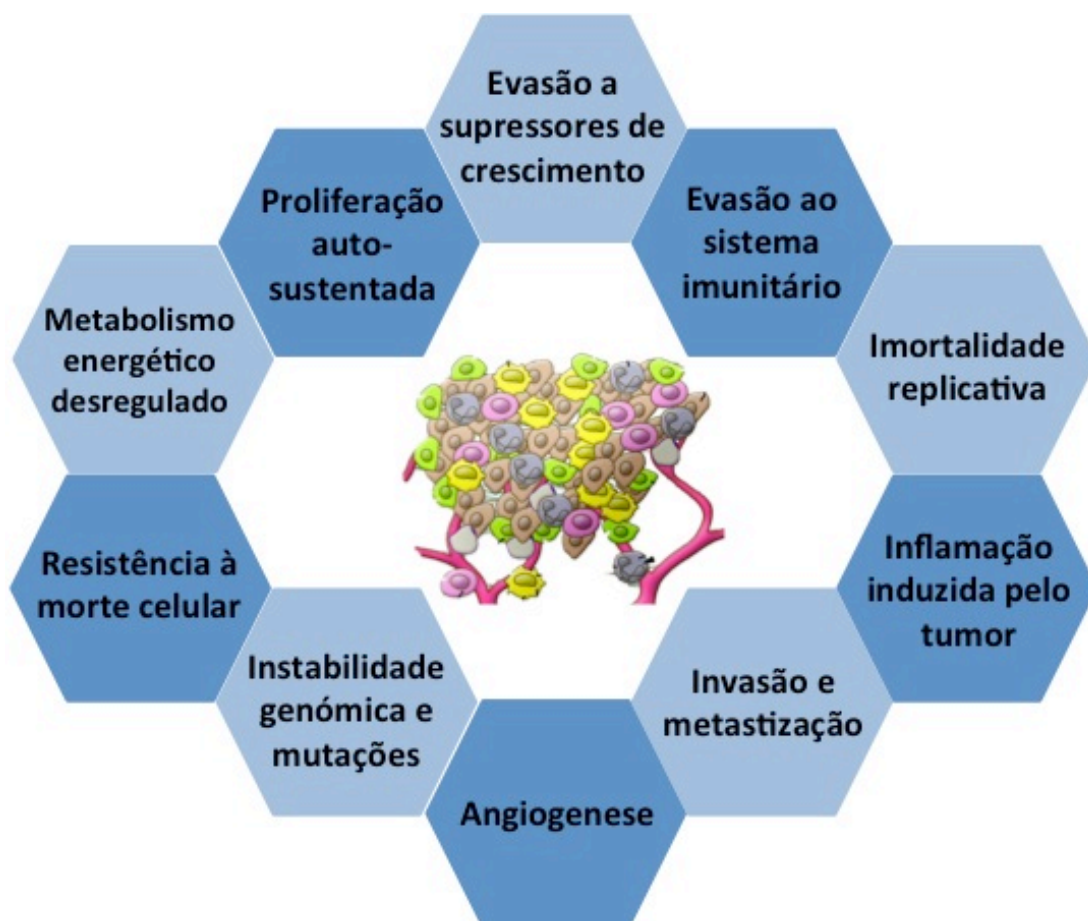 Evasão a
supressores de
crescimento
Evasão ao
sistema
imunitário
Imortalidade
replicativa
Inflamação
induzida pelo
tumor
Invasão e
metastização
Angiogenese
Instabilidade
genómica e
mutações
Resistência à
morte celular
Metabolismo
energético
desregulado
Proliferação
auto-
sustentada